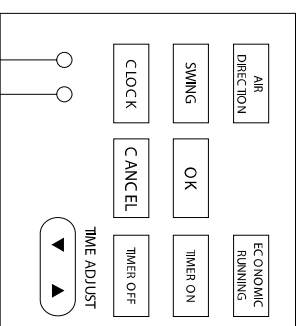 AIR
DIRECTION
ECONOMIC
RUNNING
SWING
OK
TIMER ON
CLOCK
CANCEL
TIMER OFF
TIME ADJUST